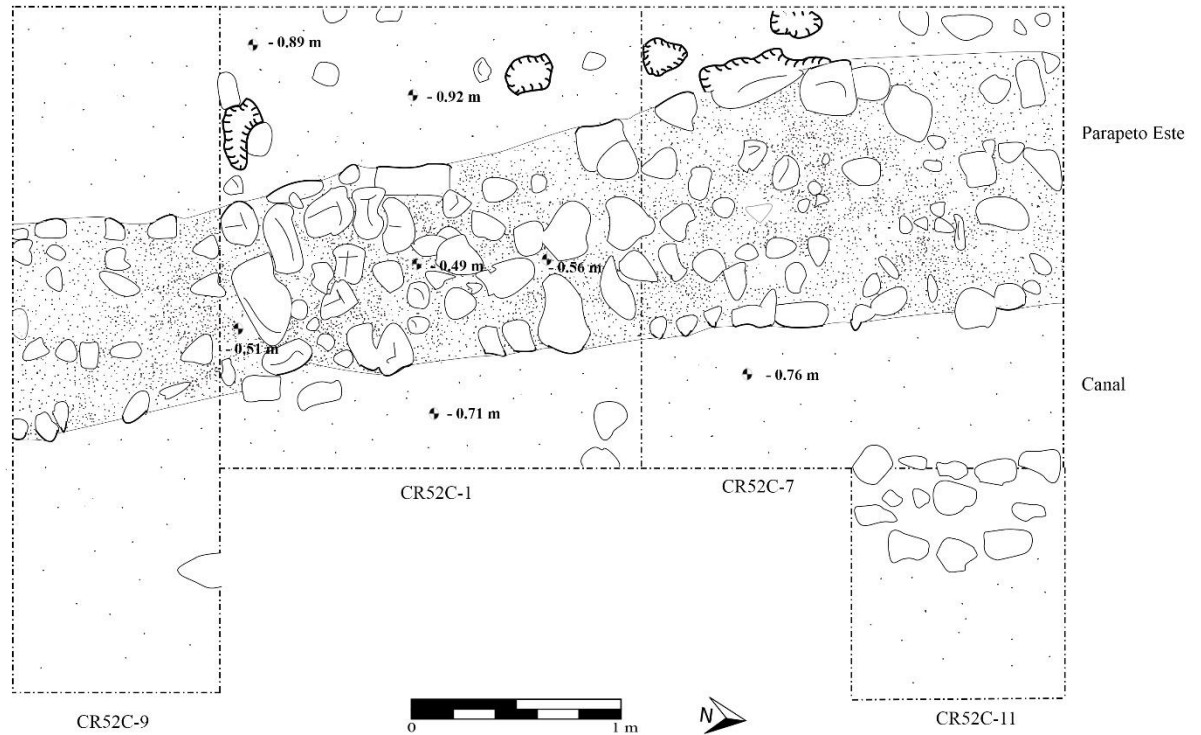 - 0.89 m
- 0.92 m
Parapeto Este
- 0.49 m
- 0.56 m
- 0.51 m
- 0.76 m
Canal
- 0.71 m
CR52C-1
CR52C-7
CR52C-9
0
1 m
N
CR52C-11